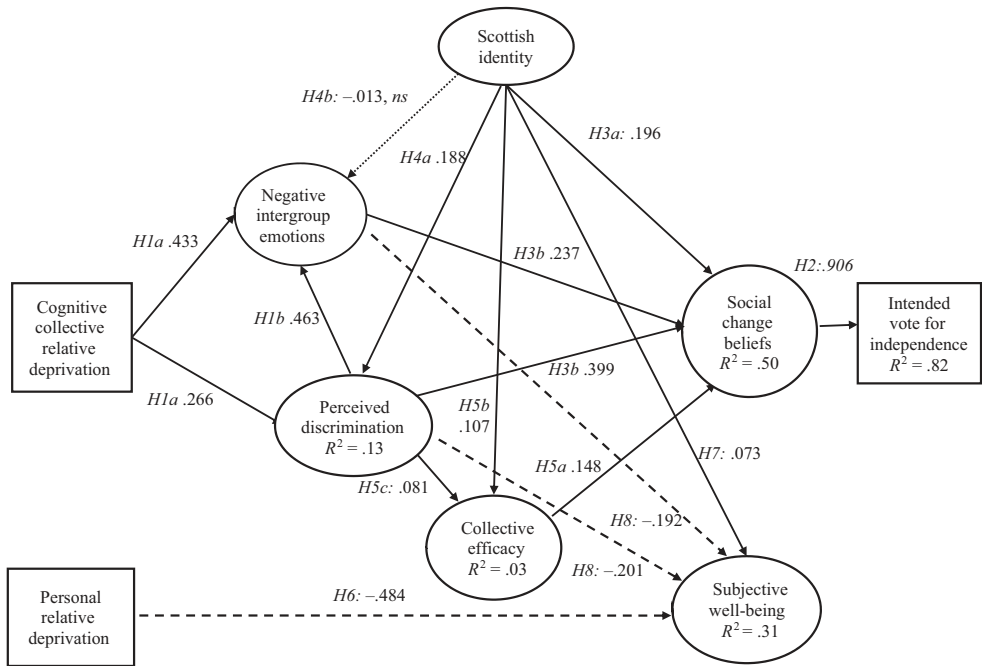 Scottish
identity
H4b: –.013, ns
H3a: .196
H4a .188
Negative
intergroup
emotions
H1a .433
H3b .237
H2:.906
Cognitive
collective
relative
deprivation
H1b .463
Social
change
beliefs
R² = .50
Intended
vote for
independence
R² = .82
H3b .399
H1a .266
Perceived
discrimination
R² = .13
H5b
.107
H5a .148
H7: .073
H5c: .081
H8: –.192
Collective
efficacy
R² = .03
H8: –.201
Personal
relative
deprivation
H6: –.484
Subjective
well-being
R² = .31